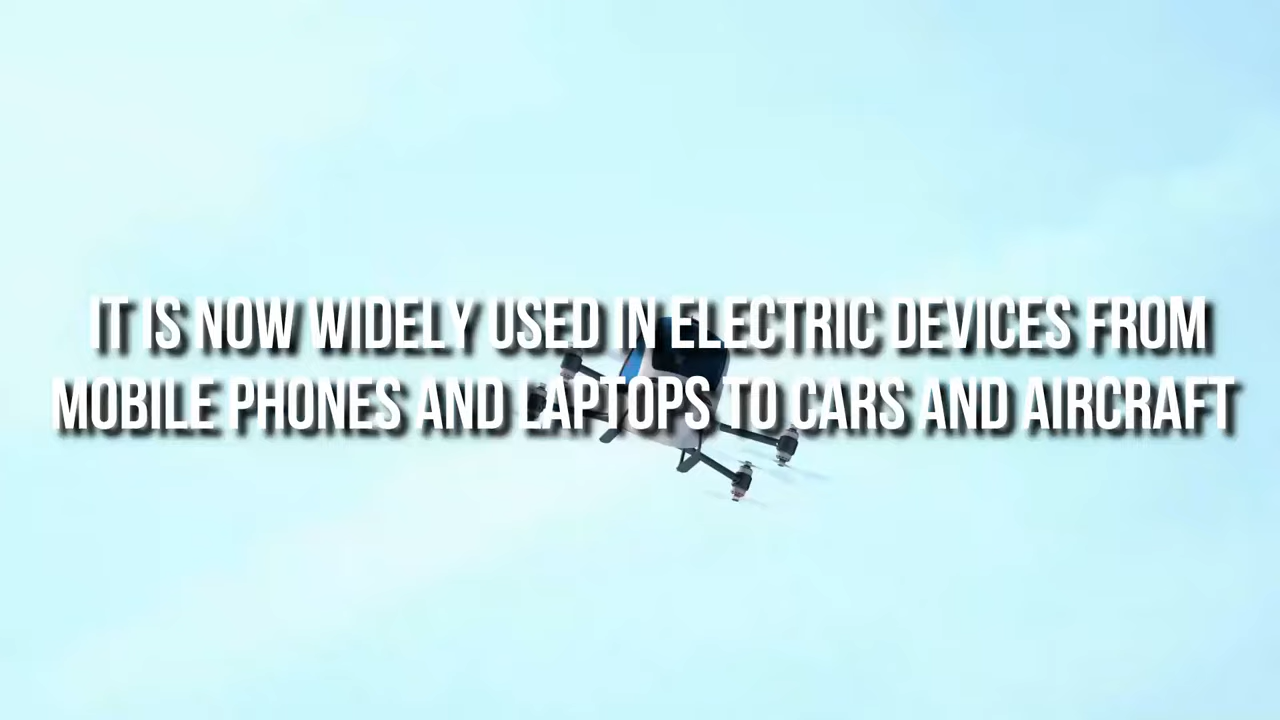 IT IS NOW WIDELY USED IN ELECTRIC DEVICES FROM
MOBILE PHONES AND LAPTOPS TO CARS AND AIRCRAFT